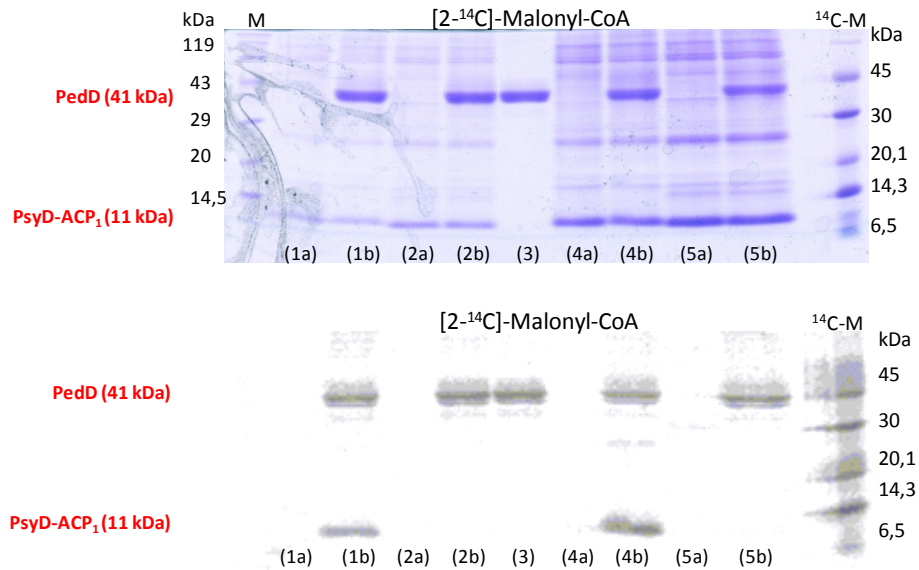 kDa M [2-¹⁴C]-Malonyl-CoA ¹⁴C-M
kDa
119
45
43
PedD (41 kDa)
30
29
20,1
20
14,3
14,5
PsyD-ACP₁ (11 kDa)
6,5
(1a) (1b) (2a) (2b) (3) (4a) (4b) (5a) (5b)
[2-¹⁴C]-Malonyl-CoA ¹⁴C-M
kDa
45
PedD (41 kDa)
30
20,1
14,3
PsyD-ACP₁ (11 kDa)
6,5
(1a) (1b) (2a) (2b) (3) (4a) (4b) (5a) (5b)